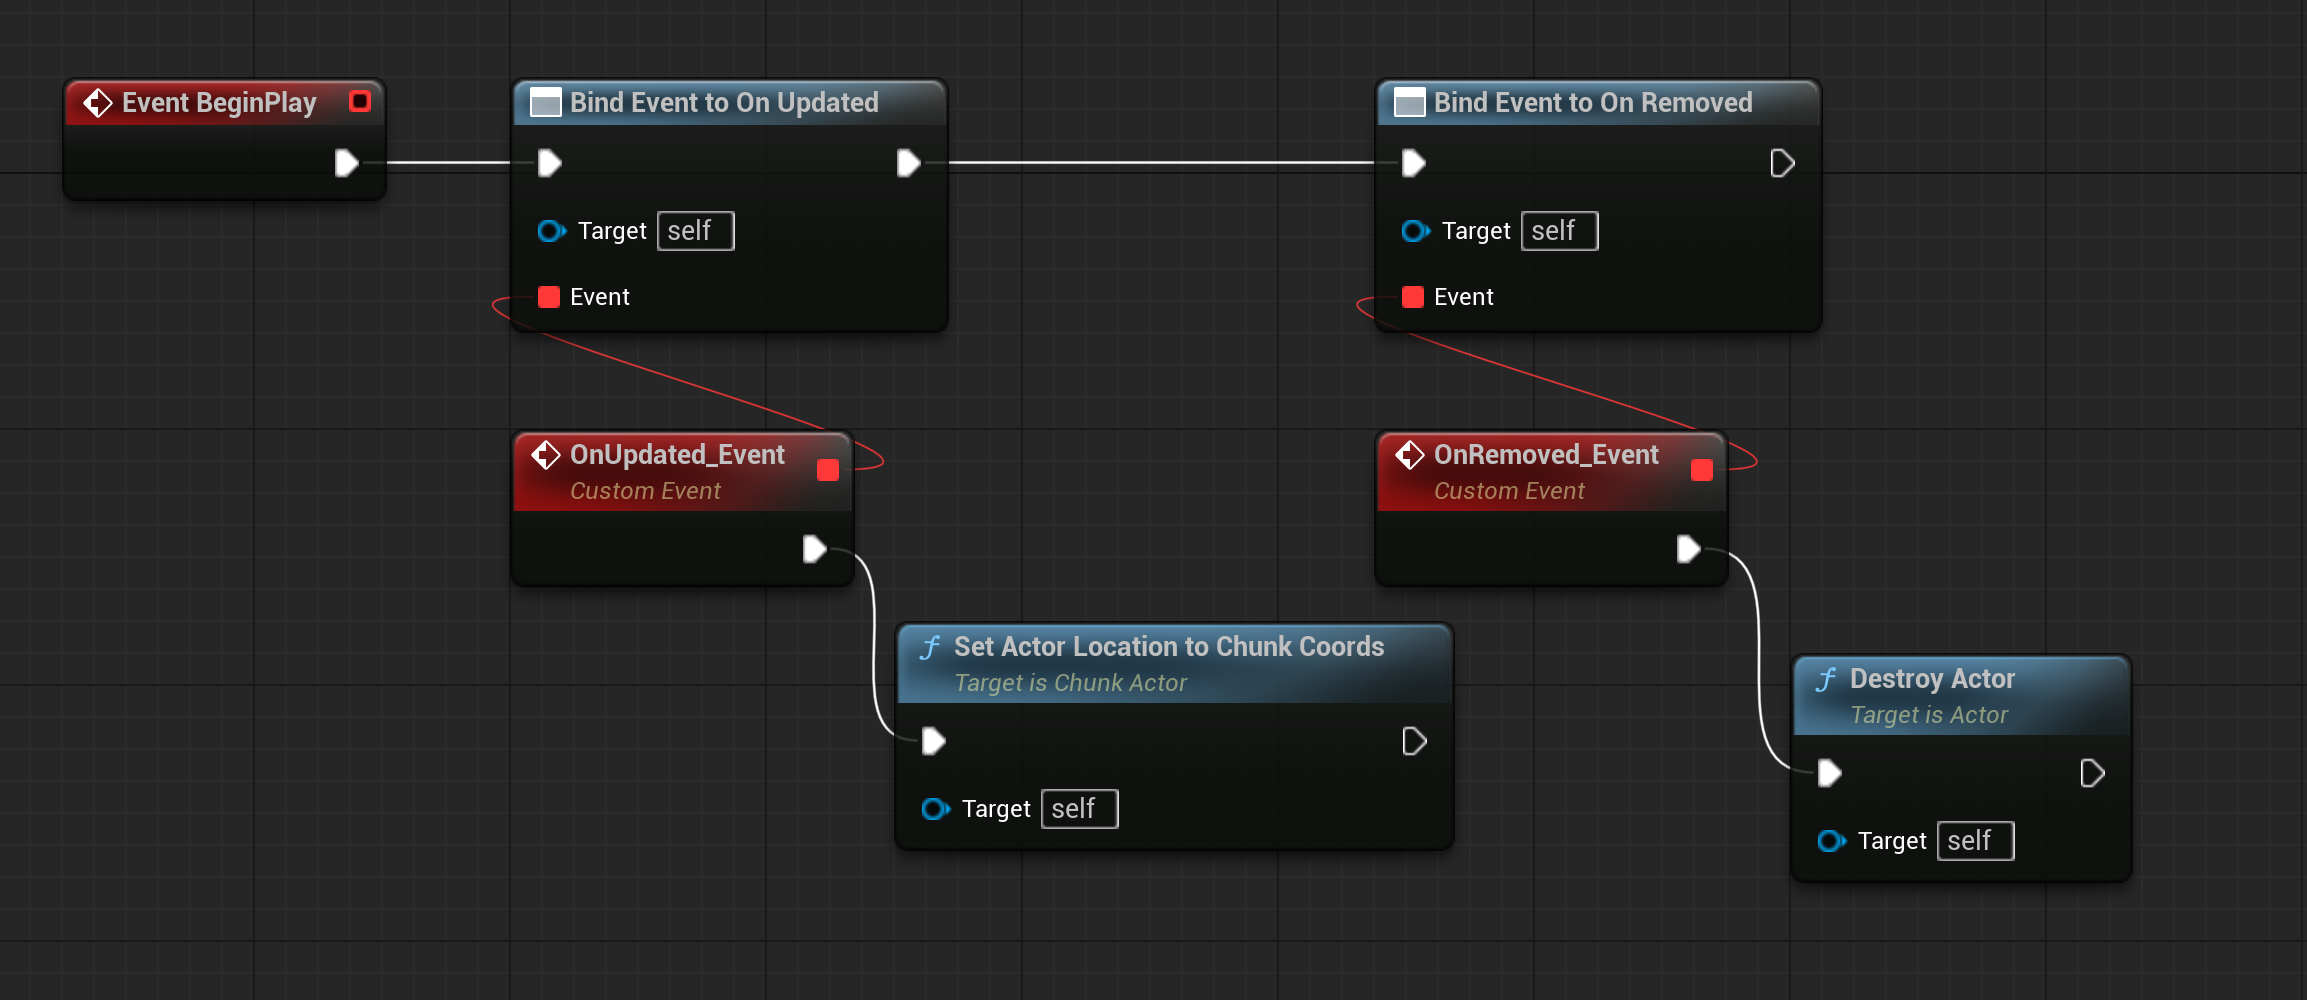 Event BeginPlay
Bind Event to On Updated
Target self
Event
Bind Event to On Removed
Target self
Event
OnUpdated_Event
Custom Event
OnRemoved_Event
Custom Event
Set Actor Location to Chunk Coords
Target is Chunk Actor
Target self
Destroy Actor
Target is Actor
Target self